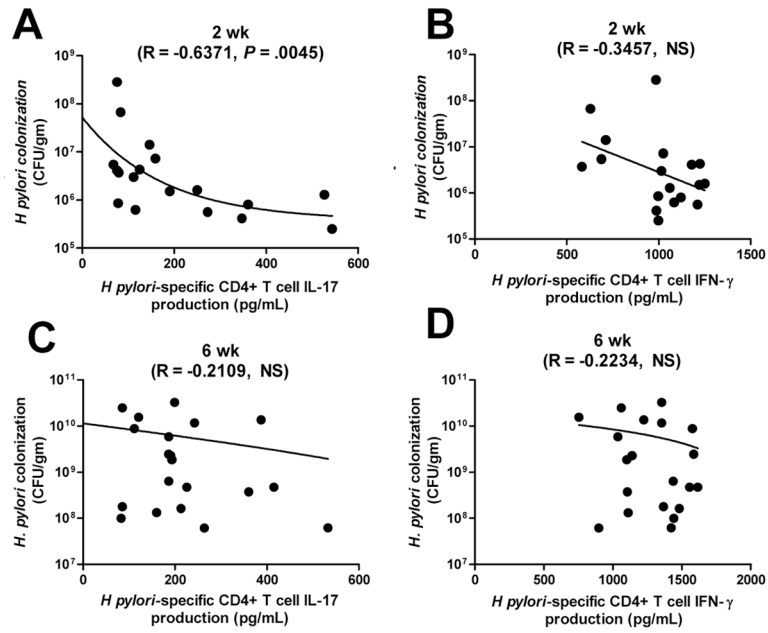 A
2 wk
(R = -0.6371, P = .0045)
H pylori colonization
(CFU/gm)
10⁹
10⁸
10⁷
10⁶
10⁵
0
200
400
600
H pylori-specific CD4+ T cell IL-17
production (pg/mL)
B
2 wk
(R = -0.3457, NS)
H pylori colonization
(CFU/gm)
10⁹
10⁸
10⁷
10⁶
10⁵
0
500
1000
1500
H pylori-specific CD4+ T cell IFN-γ
production (pg/mL)
C
6 wk
(R = -0.2109, NS)
H. pylori colonization
(CFU/gm)
10¹¹
10¹⁰
10⁹
10⁸
10⁷
0
200
400
600
H pylori-specific CD4+ T cell IL-17
production (pg/mL)
D
6 wk
(R = -0.2234, NS)
H. pylori colonization
(CFU/gm)
10¹¹
10¹⁰
10⁹
10⁸
10⁷
0
500
1000
1500
2000
H pylori-specific CD4+ T cell IFN-γ
production (pg/mL)